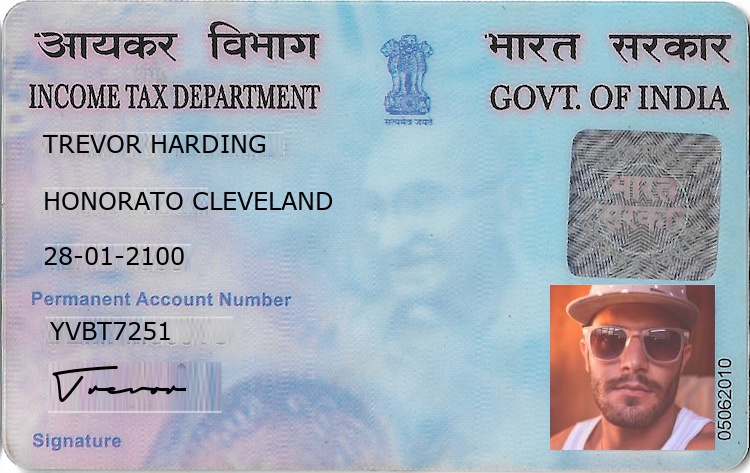 आयकर विभाग
भारत सरकार
INCOME TAX DEPARTMENT
GOVT. OF INDIA
सत्यमेव जयते
TREVOR HARDING
HONORATO CLEVELAND
28-01-2100
भारत
सरकार
Permanent Account Number
YVBT7251
Trevor
Signature
05062010